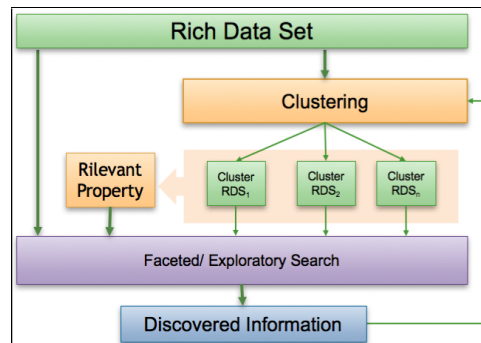 Rich Data Set
Clustering
Rilevant
Property
Cluster
RDS₁
Cluster
RDS₂
Cluster
RDSₙ
Faceted/ Exploratory Search
Discovered Information